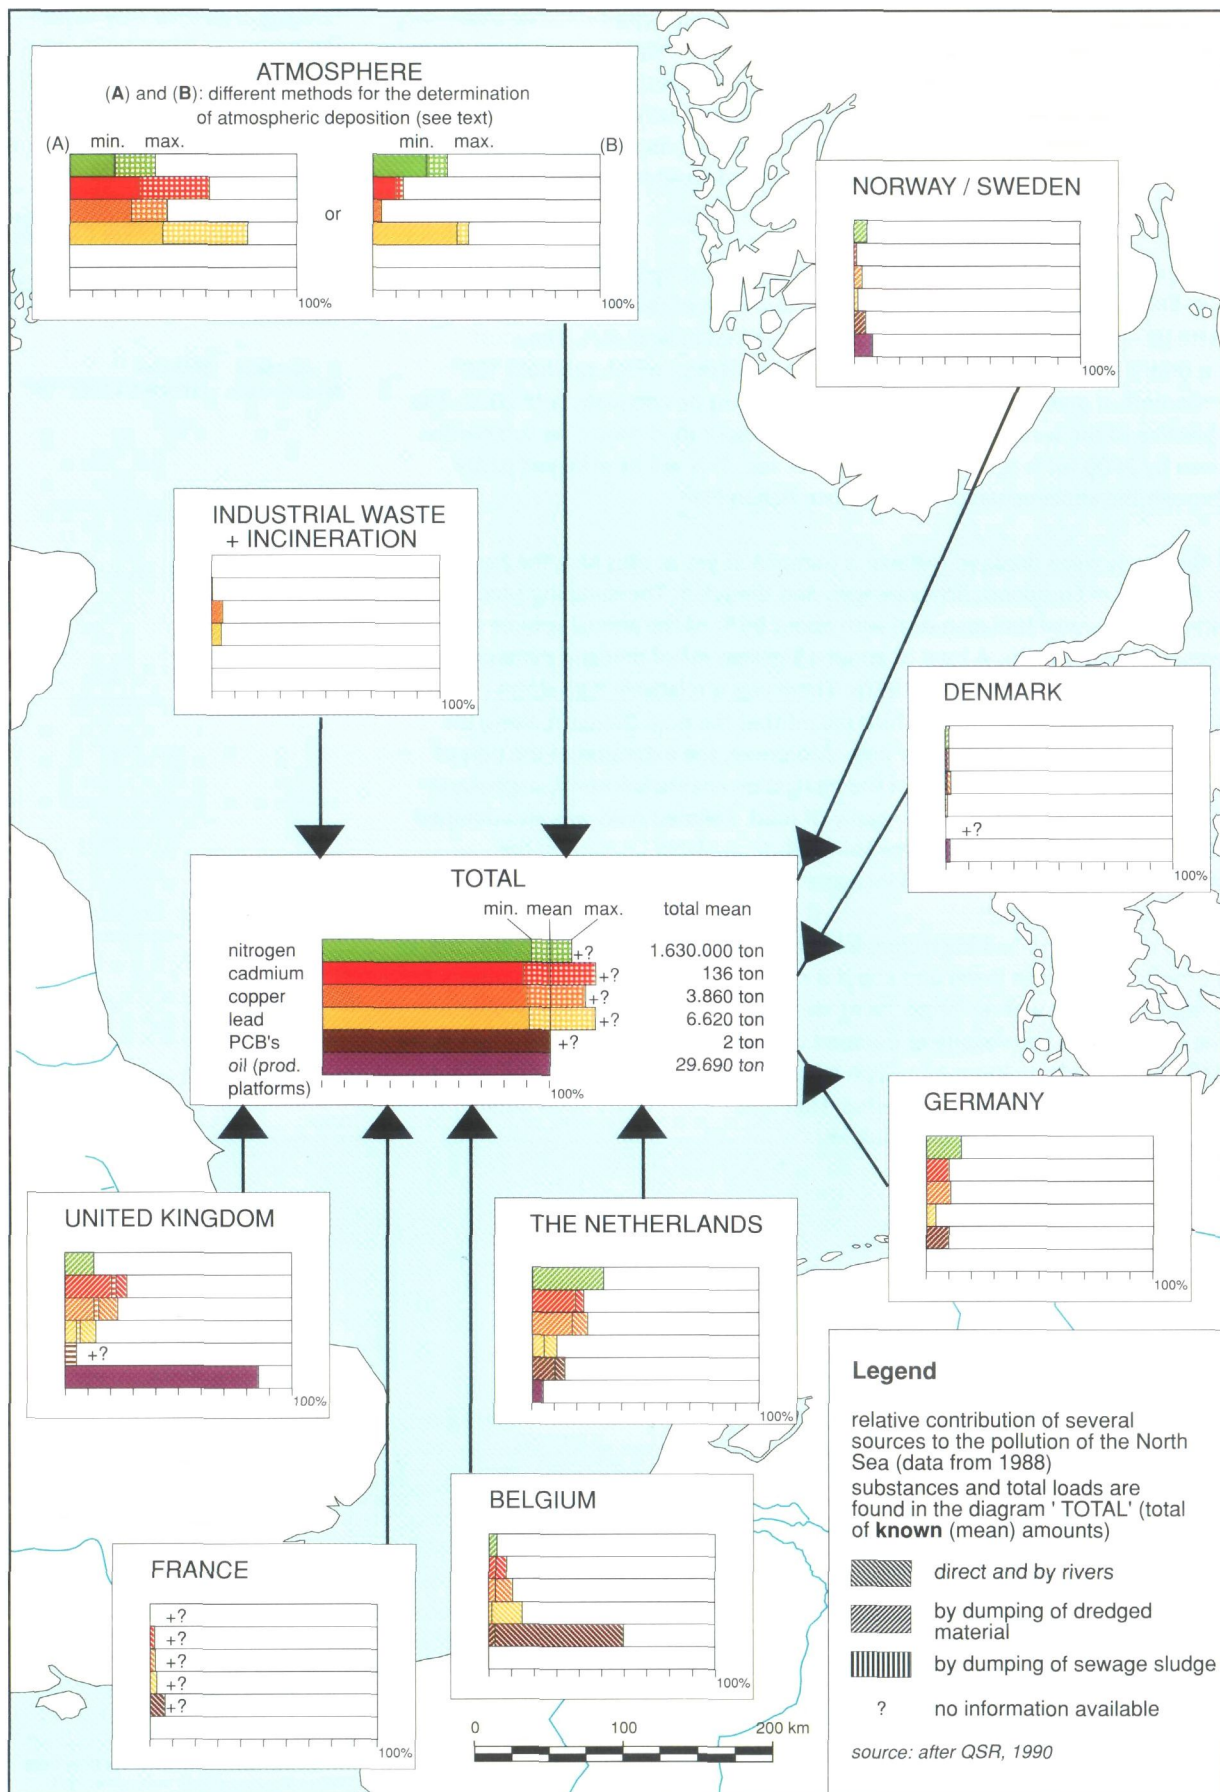 ATMOSPHERE
(A) and (B): different methods for the determination
of atmospheric deposition (see text)
(A) min. max.
min. max. (B)
or
100%
100%
NORWAY / SWEDEN
100%
INDUSTRIAL WASTE
+ INCINERATION
100%
DENMARK
+?
100%
TOTAL
min. mean max. total mean
nitrogen +? 1.630.000 ton
cadmium +? 136 ton
copper +? 3.860 ton
lead +? 6.620 ton
PCB's +? 2 ton
oil (prod. 29.690 ton
platforms)
100%
GERMANY
100%
UNITED KINGDOM
+?
100%
THE NETHERLANDS
100%
BELGIUM
100%
FRANCE
+?
+?
+?
+?
+?
100%
0 100 200 km
Legend
relative contribution of several
sources to the pollution of the North
Sea (data from 1988)
substances and total loads are
found in the diagram ' TOTAL' (total
of known (mean) amounts)
direct and by rivers
by dumping of dredged
material
by dumping of sewage sludge
? no information available
source: after QSR, 1990